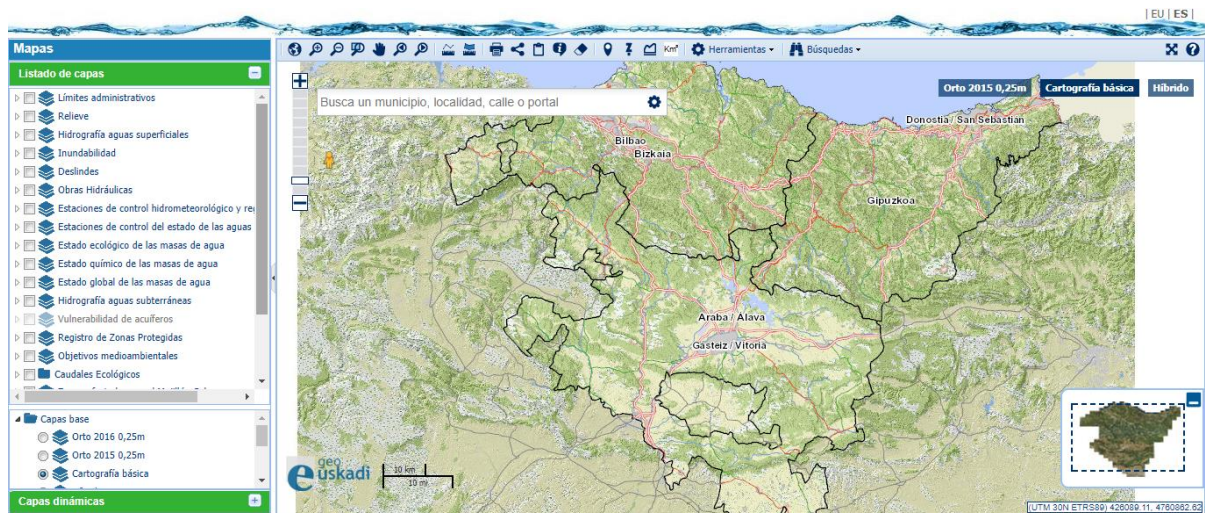 | EU | ES |
Mapas
Km²
Herramientas
Búsquedas
Listado de capas
Límites administrativos
Relieve
Hidrografía aguas superficiales
Inundabilidad
Deslindes
Obras Hidráulicas
Estaciones de control hidrometeorológico y re
Estaciones de control del estado de las aguas
Estado ecológico de las masas de agua
Estado químico de las masas de agua
Estado global de las masas de agua
Hidrografía aguas subterráneas
Vulnerabilidad de acuíferos
Registro de Zonas Protegidas
Objetivos medioambientales
Caudales Ecológicos
Capas base
Orto 2016 0,25m
Orto 2015 0,25m
Cartografía básica
Capas dinámicas
Busca un municipio, localidad, calle o portal
Orto 2015 0,25m
Cartografía básica
Híbrido
Donostia / San Sebastian
Bilbao
Bizkaia
Gipuzkoa
Araba / Álava
Gasteiz / Vitoria
geo
euskadi
10 km
10 mi
(UTM 30N ETRS89) 426089.11, 4760862.62